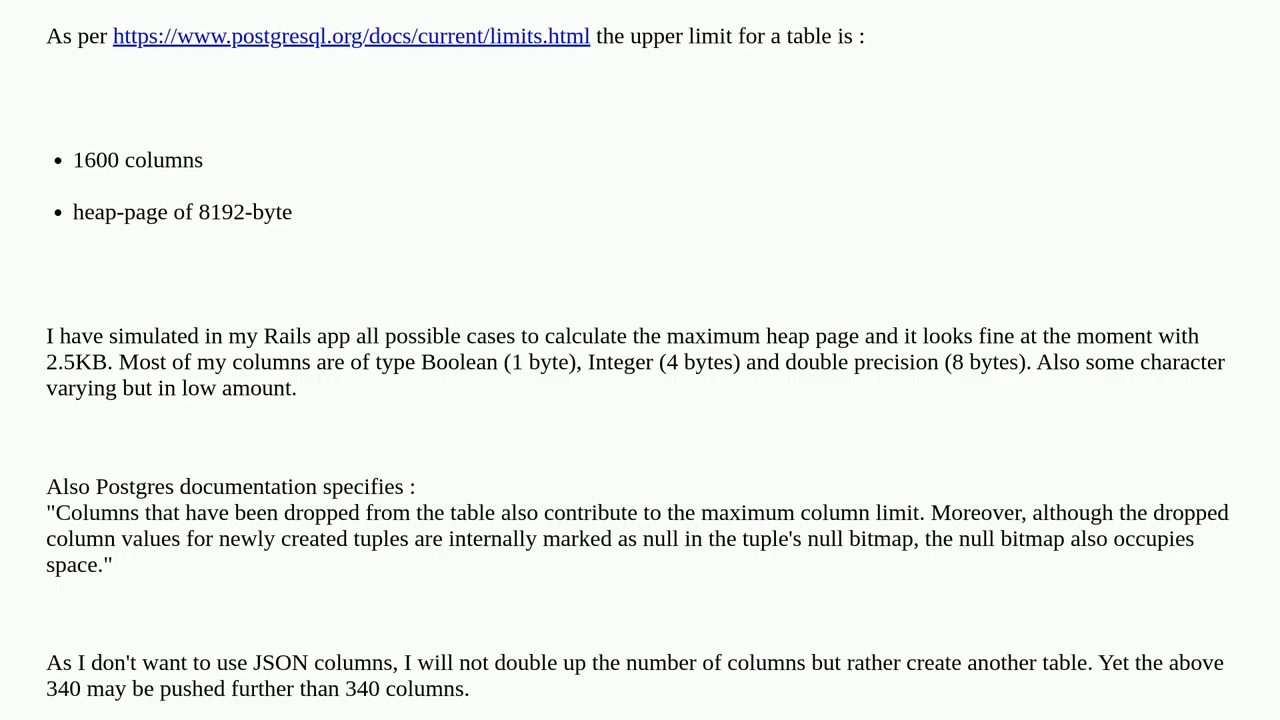 As per https://www.postgresql.org/docs/current/limits.html the upper limit for a table is :
• 1600 columns
• heap-page of 8192-byte
I have simulated in my Rails app all possible cases to calculate the maximum heap page and it looks fine at the moment with
2.5KB. Most of my columns are of type Boolean (1 byte), Integer (4 bytes) and double precision (8 bytes). Also some character
varying but in low amount.
Also Postgres documentation specifies :
"Columns that have been dropped from the table also contribute to the maximum column limit. Moreover, although the dropped
column values for newly created tuples are internally marked as null in the tuple's null bitmap, the null bitmap also occupies
space."
As I don't want to use JSON columns, I will not double up the number of columns but rather create another table. Yet the above
340 may be pushed further than 340 columns.